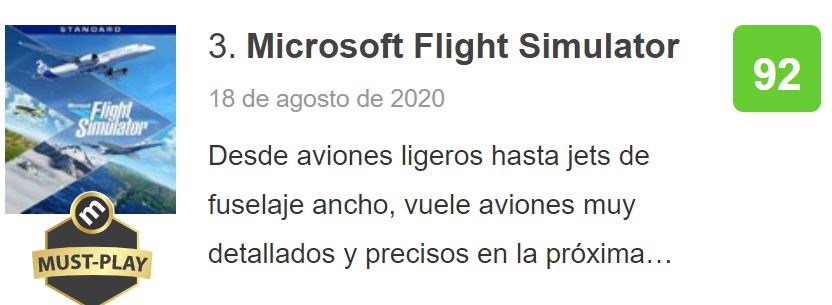 STANDARD
Microsoft
Flight
Simulator
m
MUST-PLAY
3. Microsoft Flight Simulator
18 de agosto de 2020
Desde aviones ligeros hasta jets de
fuselaje ancho, vuele aviones muy
detallados y precisos en la próxima…
92